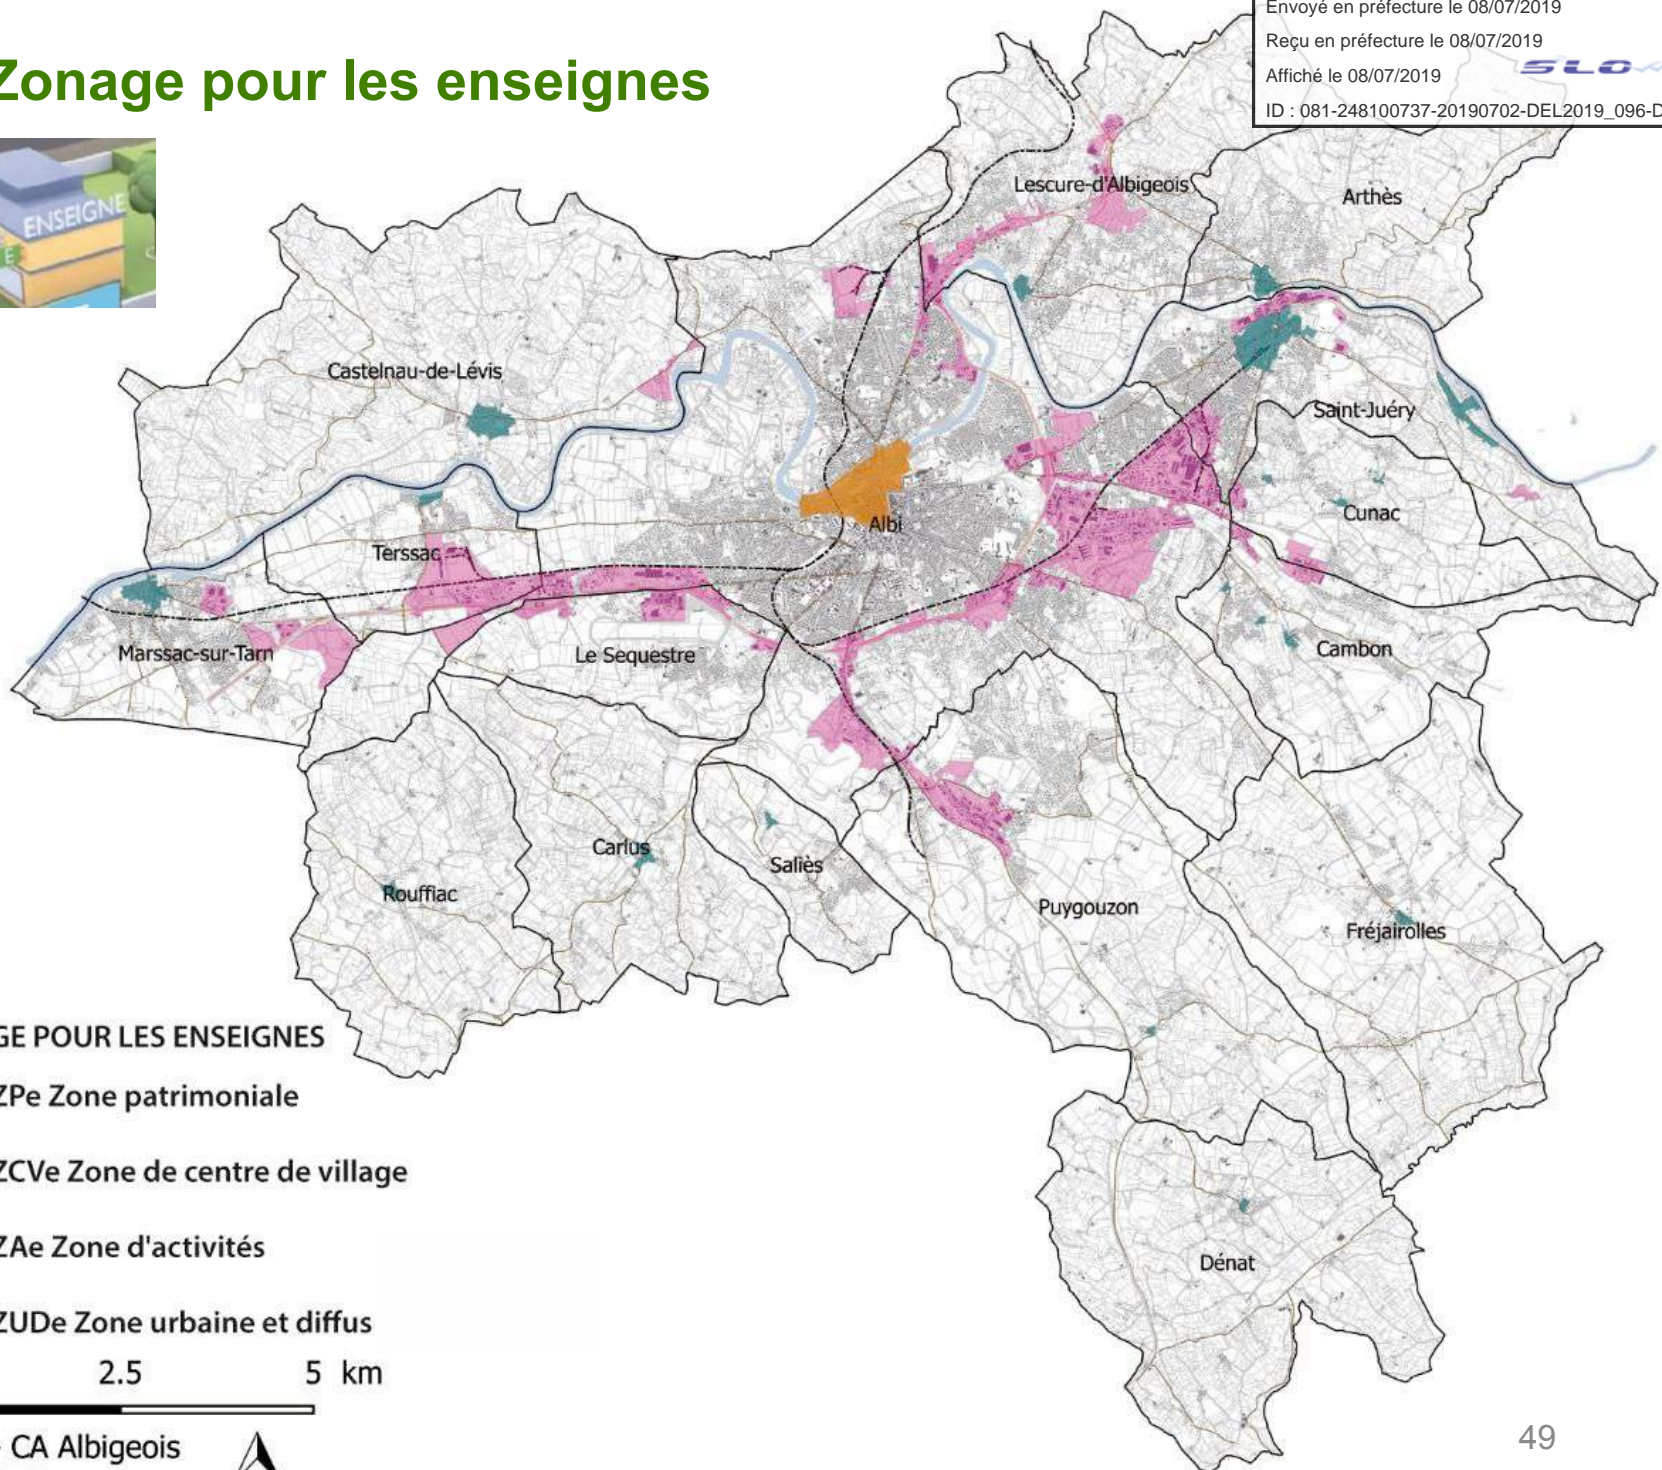 Envoyé en préfecture le 08/07/2019
Reçu en préfecture le 08/07/2019
Affiché le 08/07/2019
SLO
ID : 081-248100737-20190702-DEL2019_096-D
Zonage pour les enseignes
ENSEIGNE
Lescure-d'Albigeois
Arthès
Castelnau-de-Lévis
Saint-Juéry
Cunac
Albi
Terssac
Marssac-sur-Tarn
Le Sequestre
Cambon
Carlus
Saliès
Rouffiac
Puygouzon
Fréjairolles
Dénat
GE POUR LES ENSEIGNES
ZPe Zone patrimoniale
ZCVe Zone de centre de village
ZAe Zone d'activités
ZUDe Zone urbaine et diffus
2.5 5 km
CA Albigeois
49